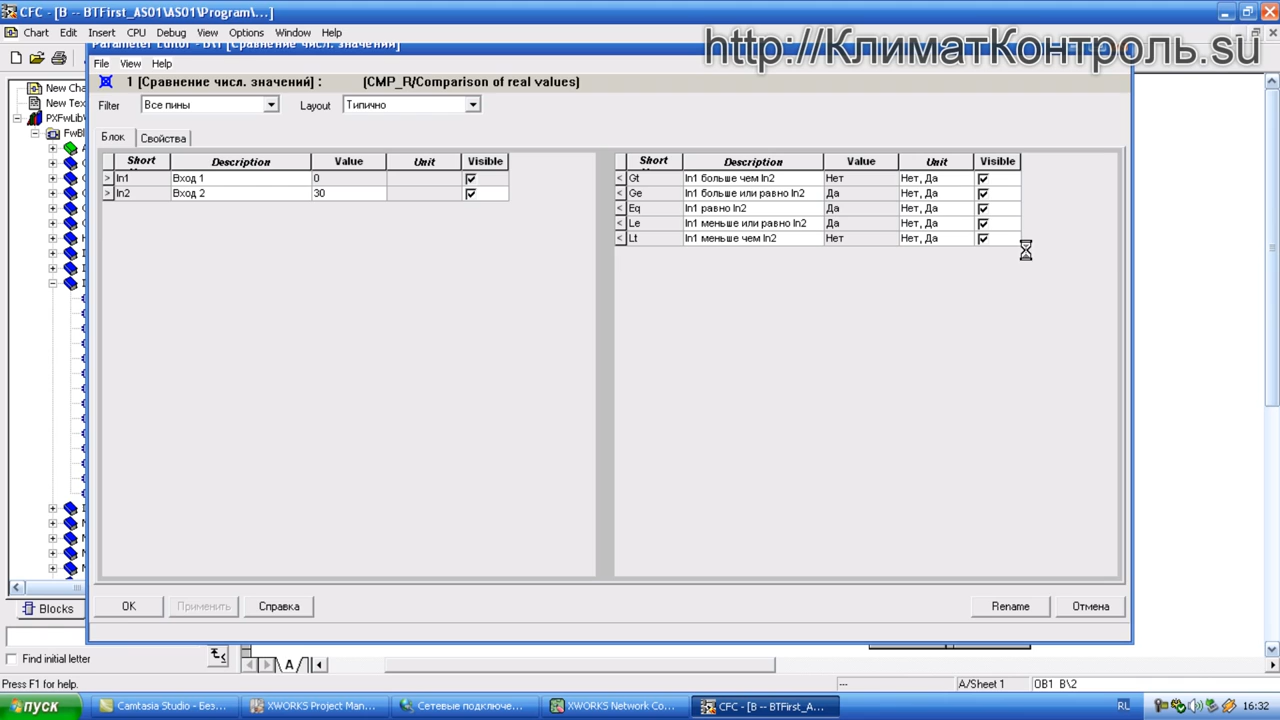 CFC - [B -- BTFirst_AS01\AS01\Program\...]
Chart Edit Insert CPU Debug View Options Window Help
http://КлиматКонтроль.su
Parameter Editor - B\1 [Сравнение числ. значений]
File View Help
1 [Сравнение числ. значений] : (CMP_R/Comparison of real values)
Filter Все пины Layout Типично
Блок Свойства
New Cha
New Tex
PXFwLibV
FwBl
Short Description Value Unit Visible
In1 Вход 1 0
In2 Вход 2 30
Short Description Value Unit Visible
Gt In1 больше чем In2 Нет Нет, Да
Ge In1 больше или равно In2 Да Нет, Да
Eq In1 равно In2 Да Нет, Да
Le In1 меньше или равно In2 Да Нет, Да
Lt In1 меньше чем In2 Нет Нет, Да
OK Применить Справка Rename Отмена
Blocks
Find initial letter
A
Press F1 for help. --- A/Sheet 1 OB1 B\2
пуск Camtasia Studio - Без... XWORKS Project Man... Сетевые подключе... XWORKS Network Co... CFC - [B -- BTFirst_A... RL 16:32